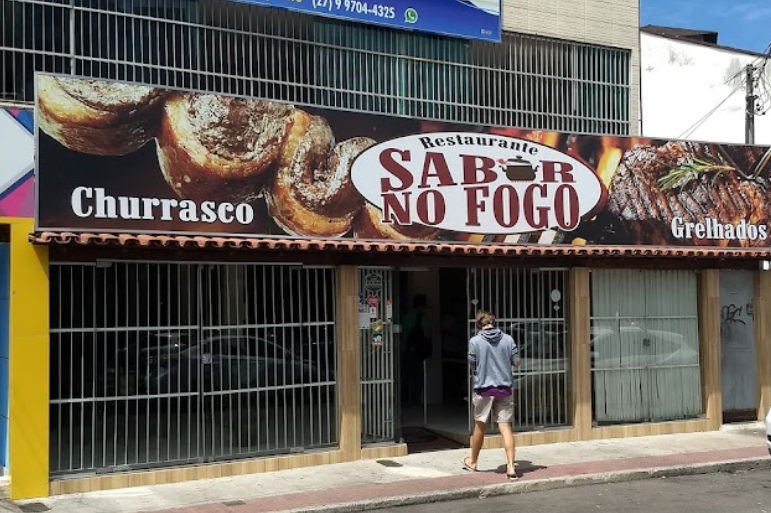 (27) 9 9704-4325
Restaurante
SABOR
NO FOGO
Churrasco
Grelhados